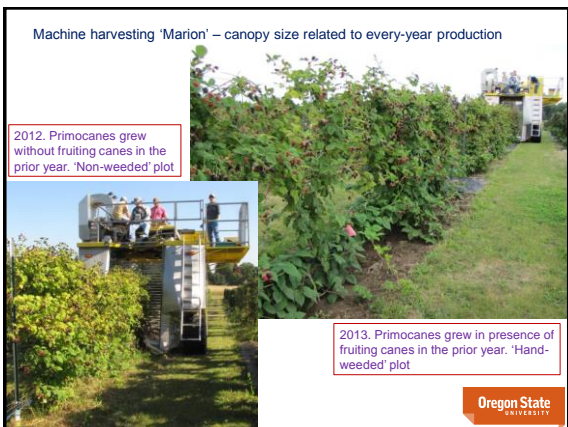 Machine harvesting ‘Marion’ – canopy size related to every-year production
2012. Primocanes grew
without fruiting canes in the
prior year. ‘Non-weeded’ plot
2013. Primocanes grew in presence of
fruiting canes in the prior year. ‘Hand-
weeded’ plot
Oregon State
UNIVERSITY